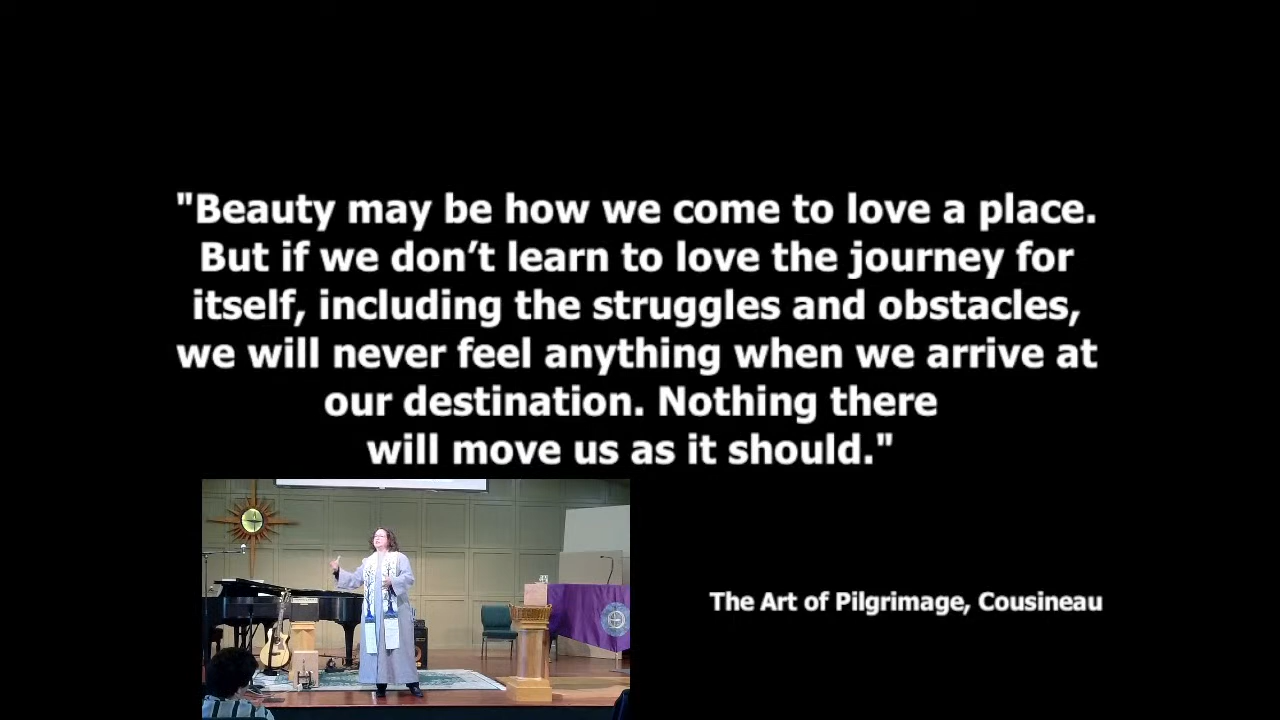 "Beauty may be how we come to love a place.
But if we don’t learn to love the journey for
itself, including the struggles and obstacles,
we will never feel anything when we arrive at
our destination. Nothing there
will move us as it should."
The Art of Pilgrimage, Cousineau